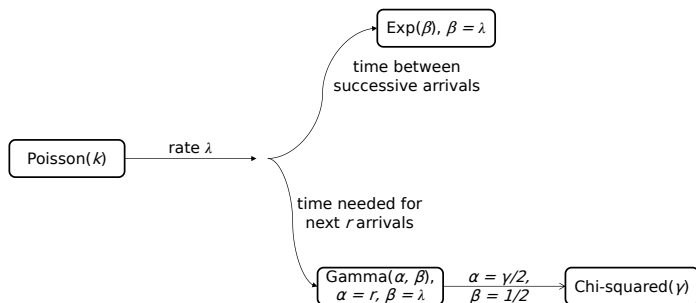 Exp(β), β = λ
time between
successive arrivals
Poisson(k)
rate λ
time needed for
next r arrivals
Gamma(α, β),
α = r, β = λ
α = γ/2,
β = 1/2
Chi-squared(γ)